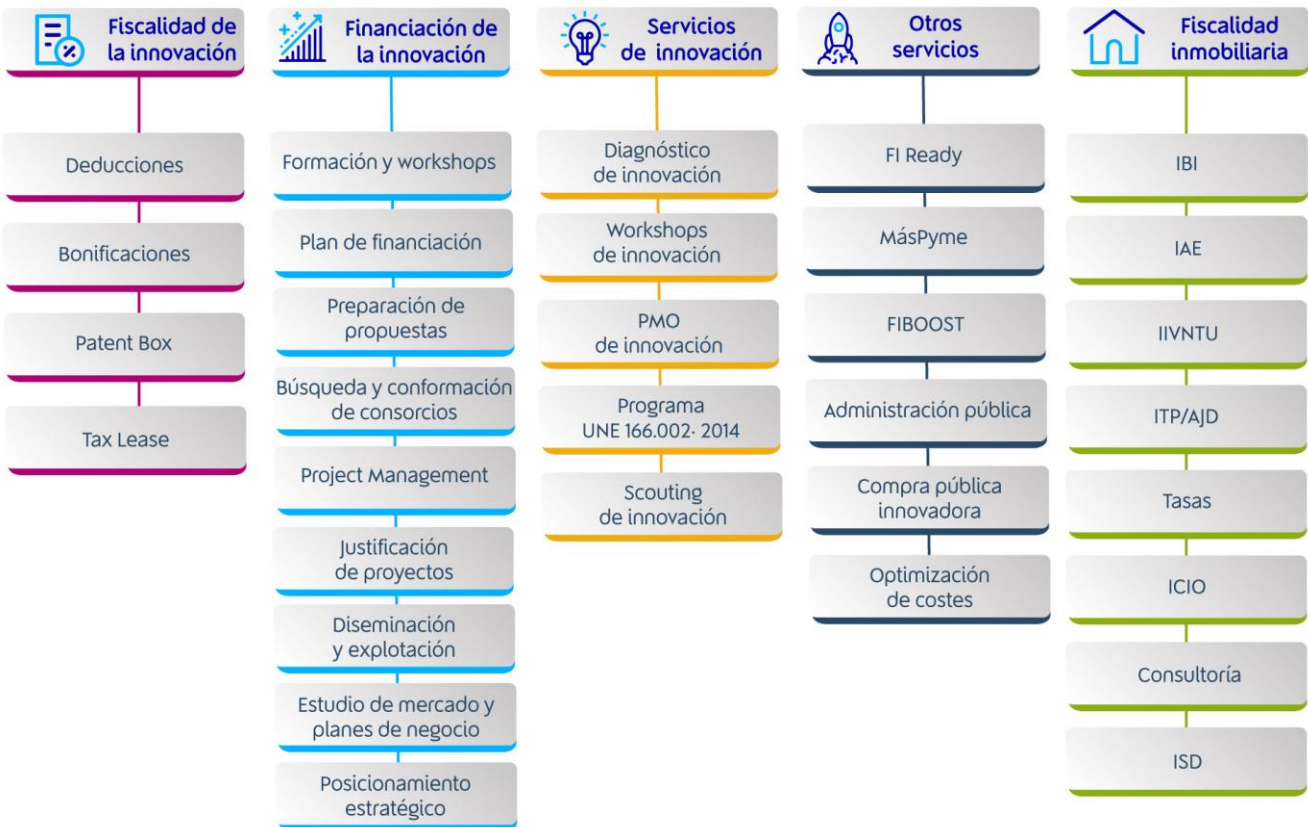 Fiscalidad de
la innovación
Deducciones
Bonificaciones
Patent Box
Tax Lease
Financiación de
la innovación
Formación y workshops
Plan de financiación
Preparación de
propuestas
Búsqueda y conformación
de consorcios
Project Management
Justificación
de proyectos
Diseminación
y explotación
Estudio de mercado y
planes de negocio
Posicionamiento
estratégico
Servicios
de innovación
Diagnóstico
de innovación
Workshops
de innovación
PMO
de innovación
Programa
UNE 166.002· 2014
Scouting
de innovación
Otros
servicios
FI Ready
MásPyme
FIBOOST
Administración pública
Compra pública
innovadora
Optimización
de costes
Fiscalidad
inmobiliaria
IBI
IAE
IIVNTU
ITP/AJD
Tasas
ICIO
Consultoría
ISD